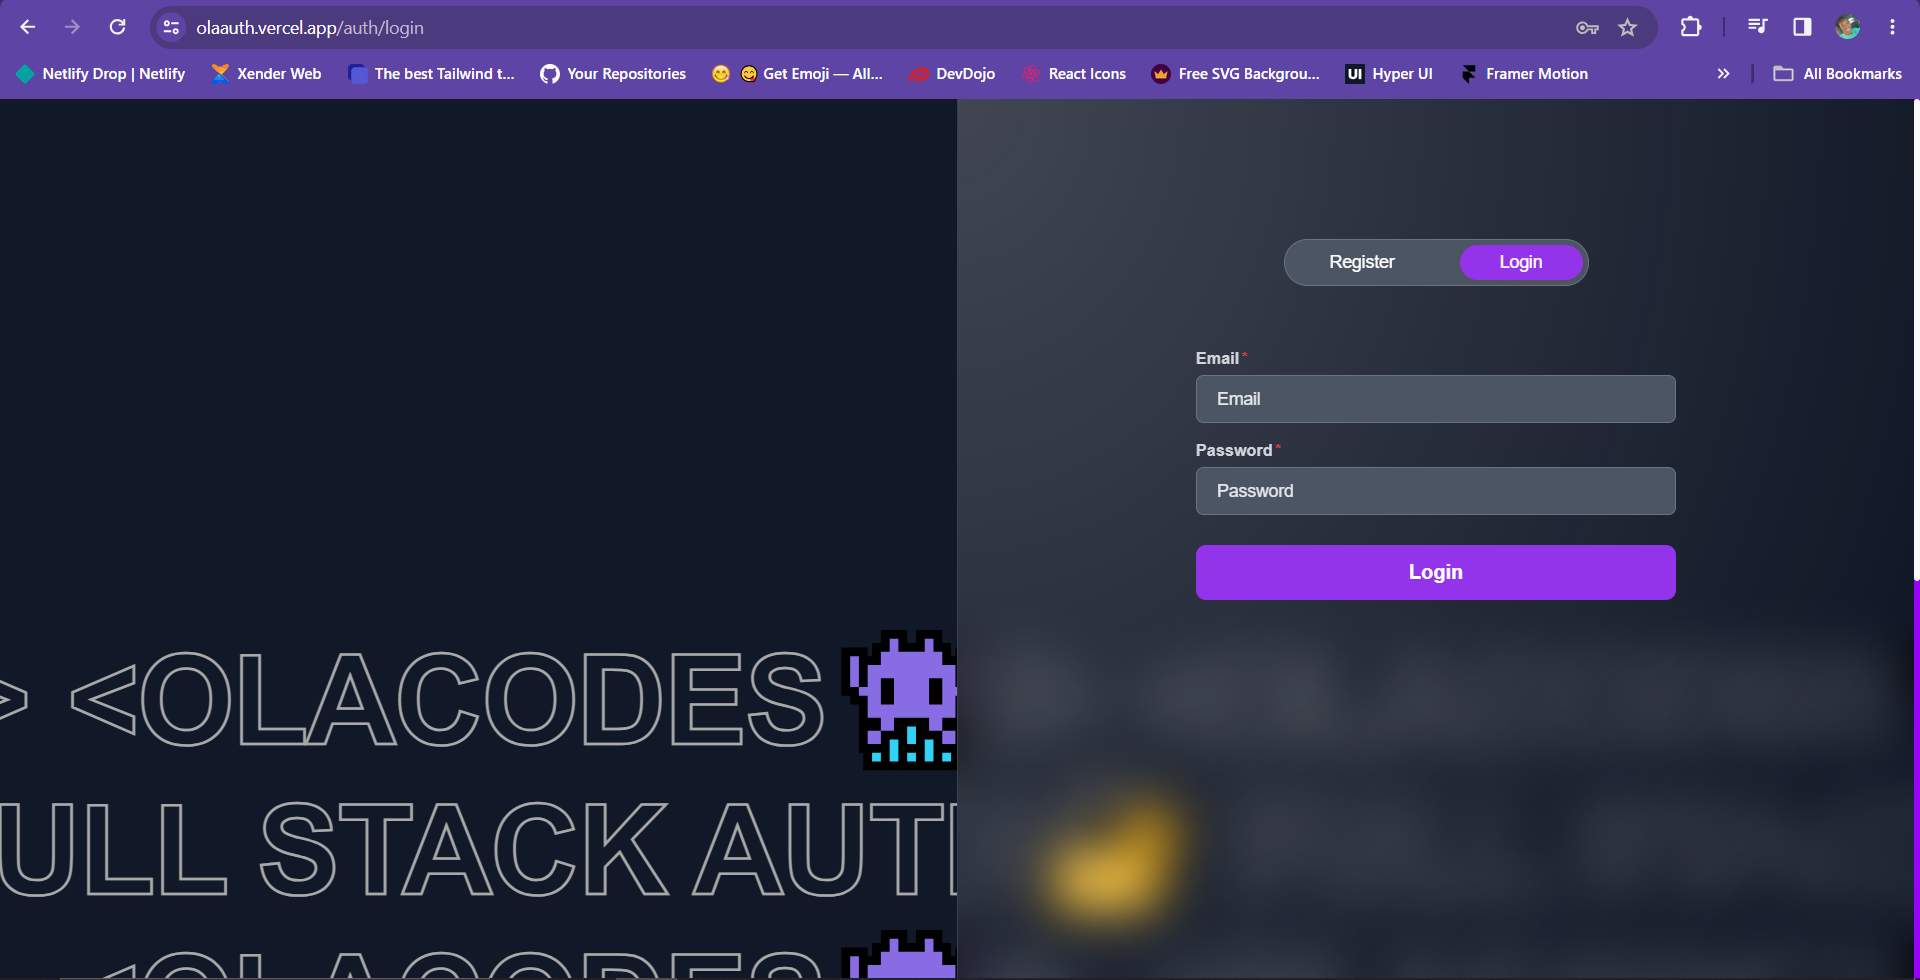 olaauth.vercel.app/auth/login
Netlify Drop | Netlify
Xender Web
The best Tailwind t...
Your Repositories
Get Emoji — All...
DevDojo
React Icons
Free SVG Backgrou...
UI Hyper UI
Framer Motion
All Bookmarks
Register
Login
Email*
Email
Password*
Password
Login
> <OLACODES
ULL STACK AUT
<OLACODES